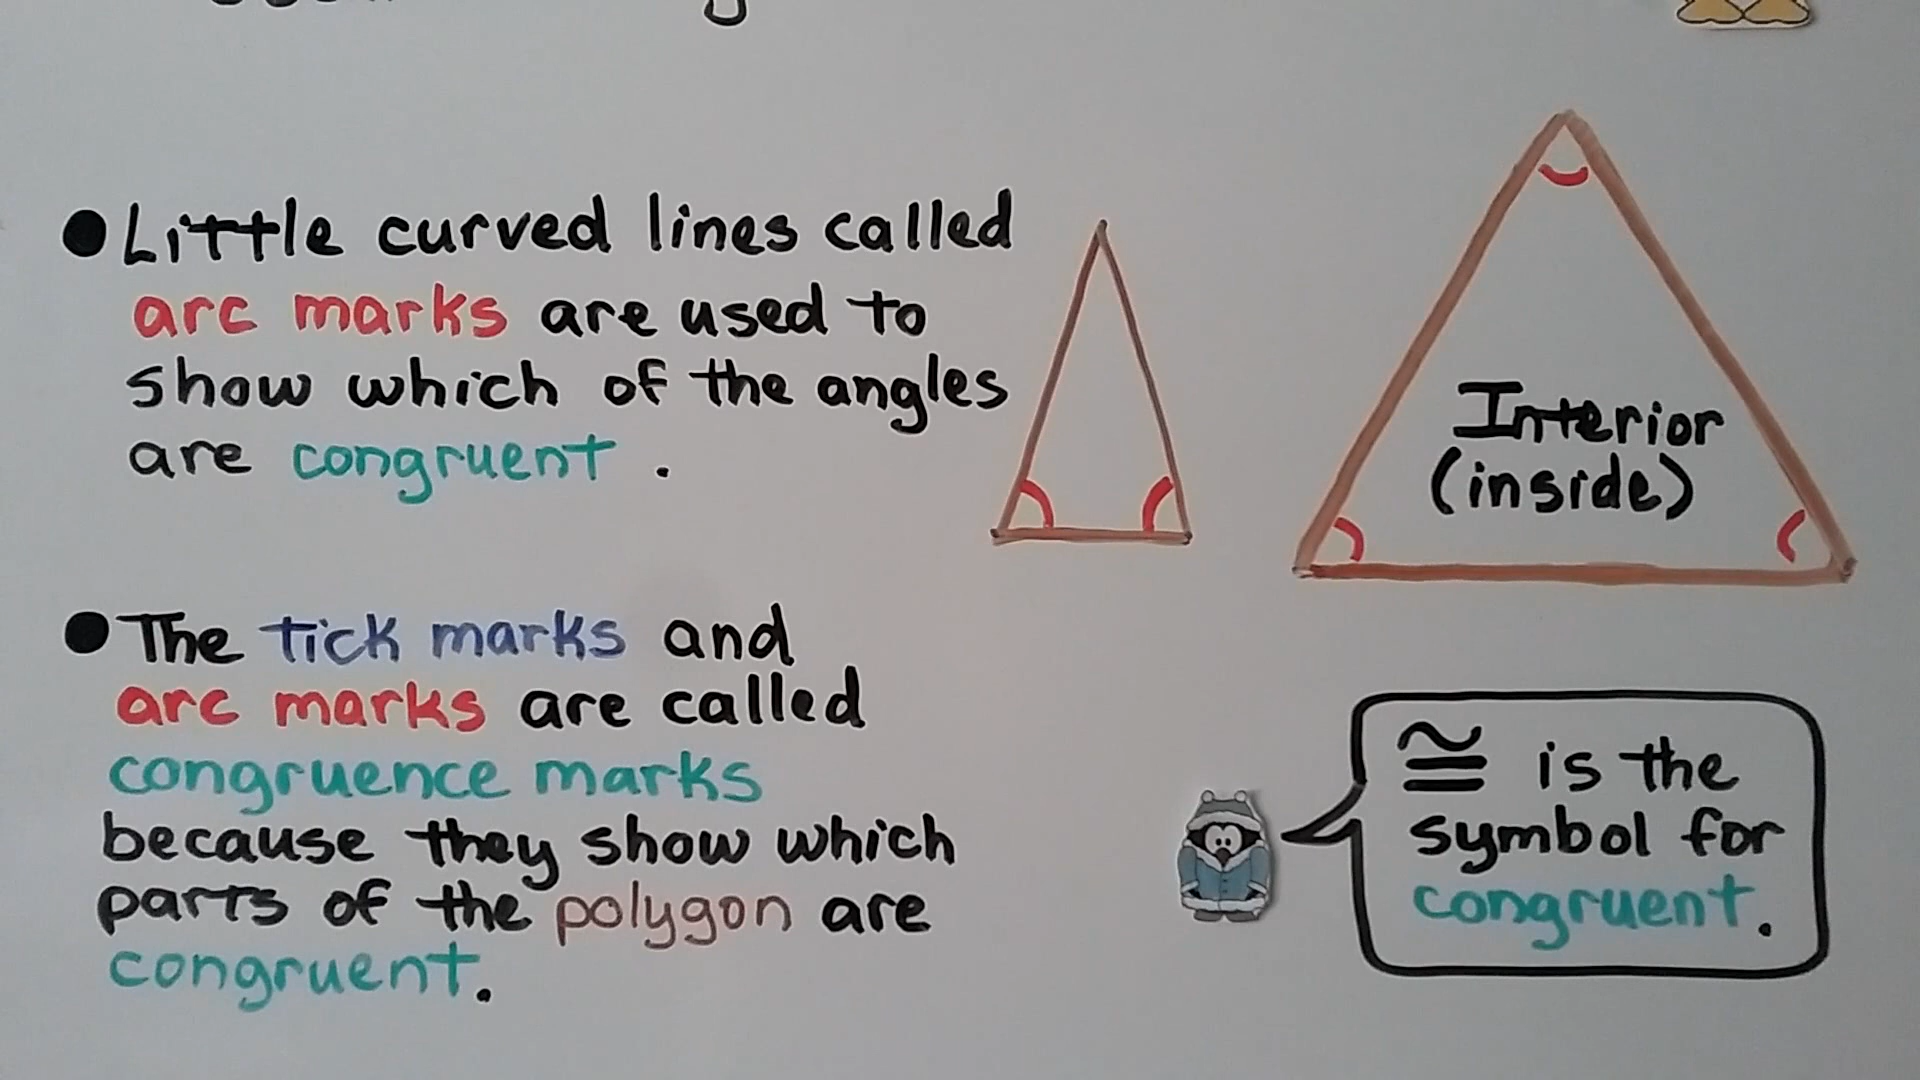 Little curved lines called
arc marks are used to
show which of the angles
are congruent .
Interior
(inside)
The tick marks and
arc marks are called
congruence marks
because they show which
parts of the polygon are
congruent.
≅ is the
symbol for
congruent.